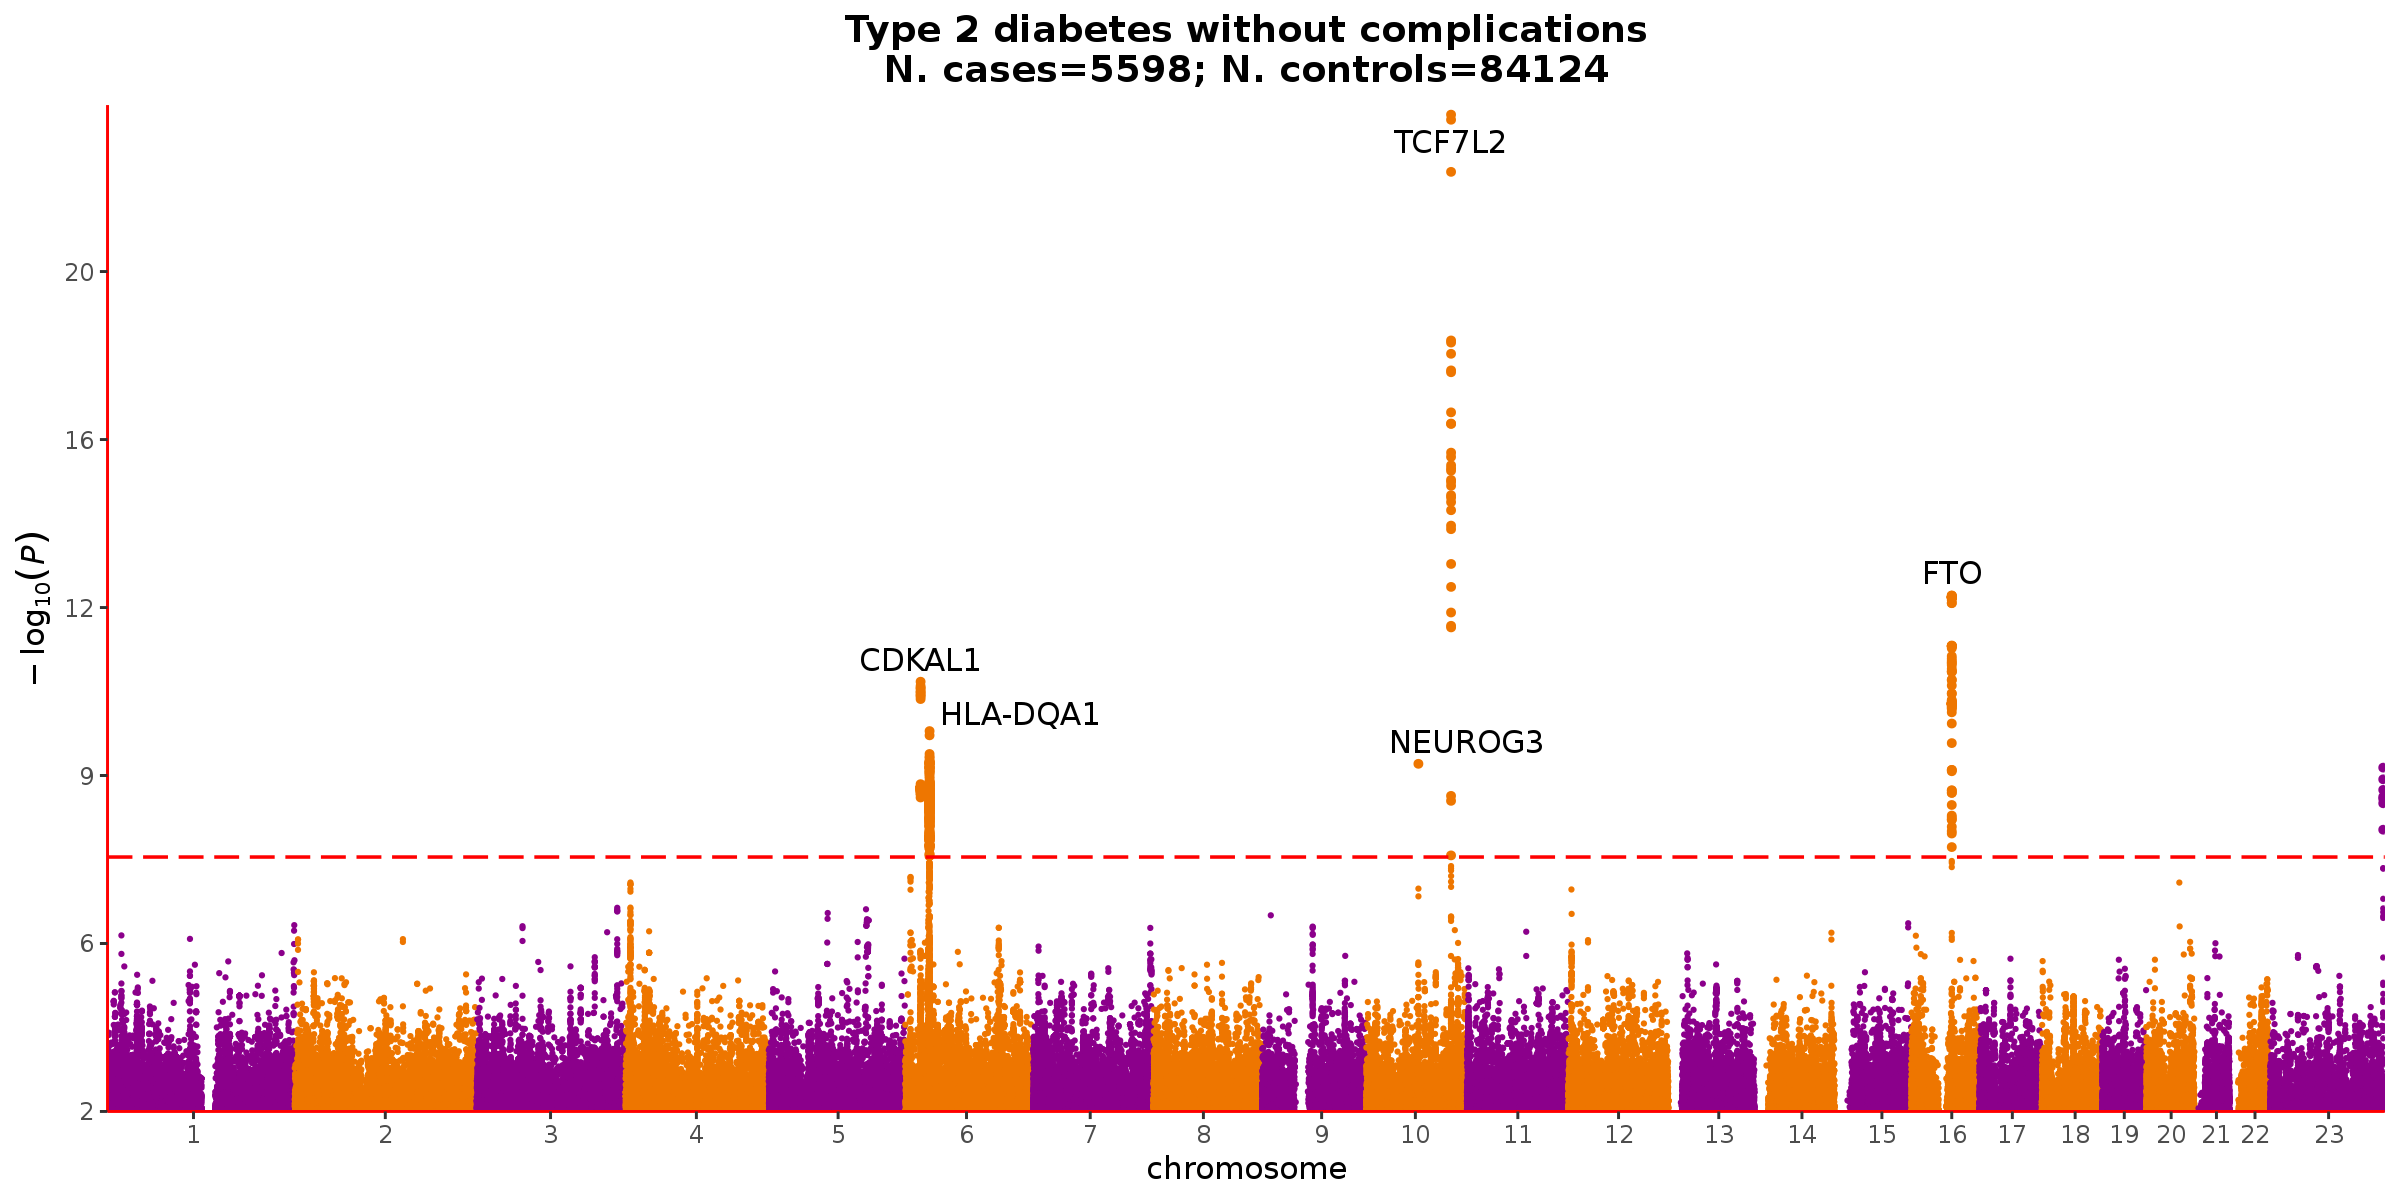 Type 2 diabetes without complications
N. cases=5598; N. controls=84124
TCF7L2
20
16
−log10(P)
FTO
12
CDKAL1
HLA-DQA1
NEUROG3
9
6
2
1 2 3 4 5 6 7 8 9 10 11 12 13 14 15 16 17 18 19 20 21 22 23
chromosome